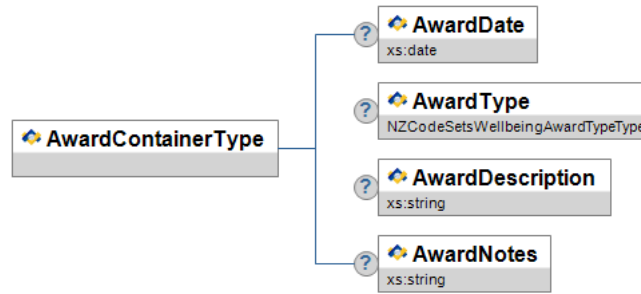 ? AwardDate
xs:date
? AwardType
NZCodeSetsWellbeingAwardTypeType
AwardContainerType
? AwardDescription
xs:string
? AwardNotes
xs:string